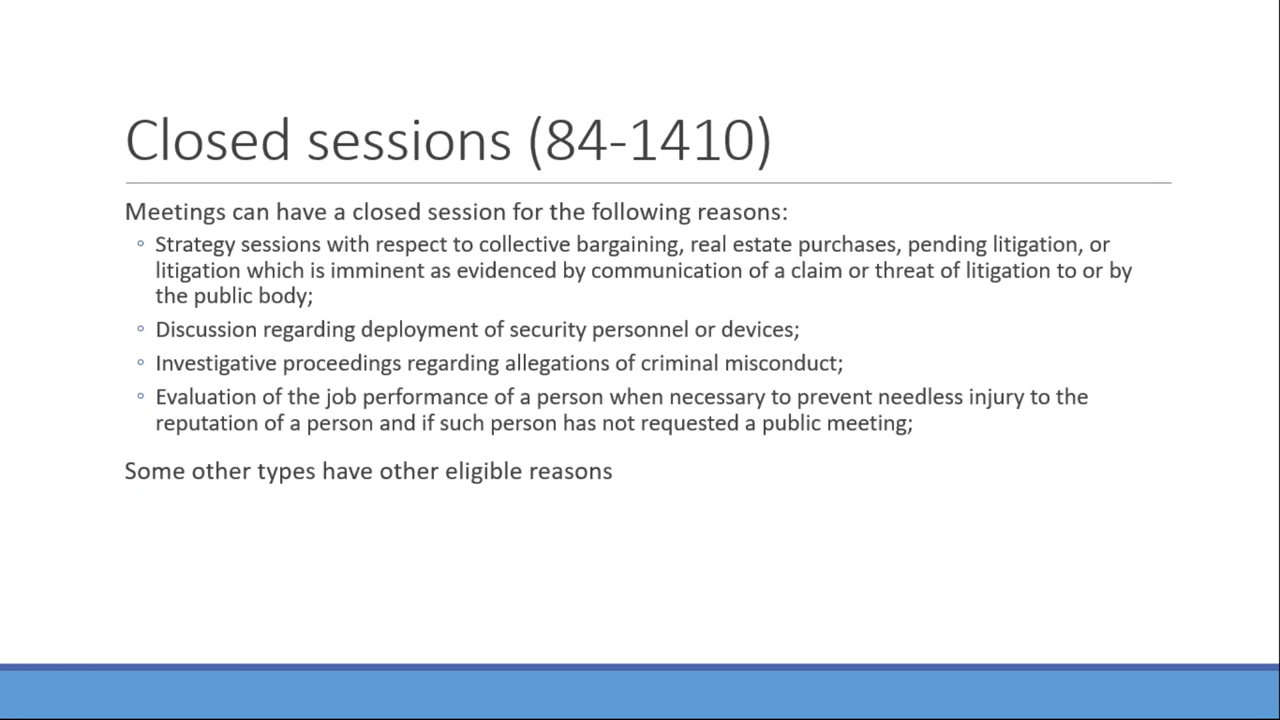 Closed sessions (84-1410)
Meetings can have a closed session for the following reasons:
◦ Strategy sessions with respect to collective bargaining, real estate purchases, pending litigation, or
litigation which is imminent as evidenced by communication of a claim or threat of litigation to or by
the public body;
◦ Discussion regarding deployment of security personnel or devices;
◦ Investigative proceedings regarding allegations of criminal misconduct;
◦ Evaluation of the job performance of a person when necessary to prevent needless injury to the
reputation of a person and if such person has not requested a public meeting;
Some other types have other eligible reasons